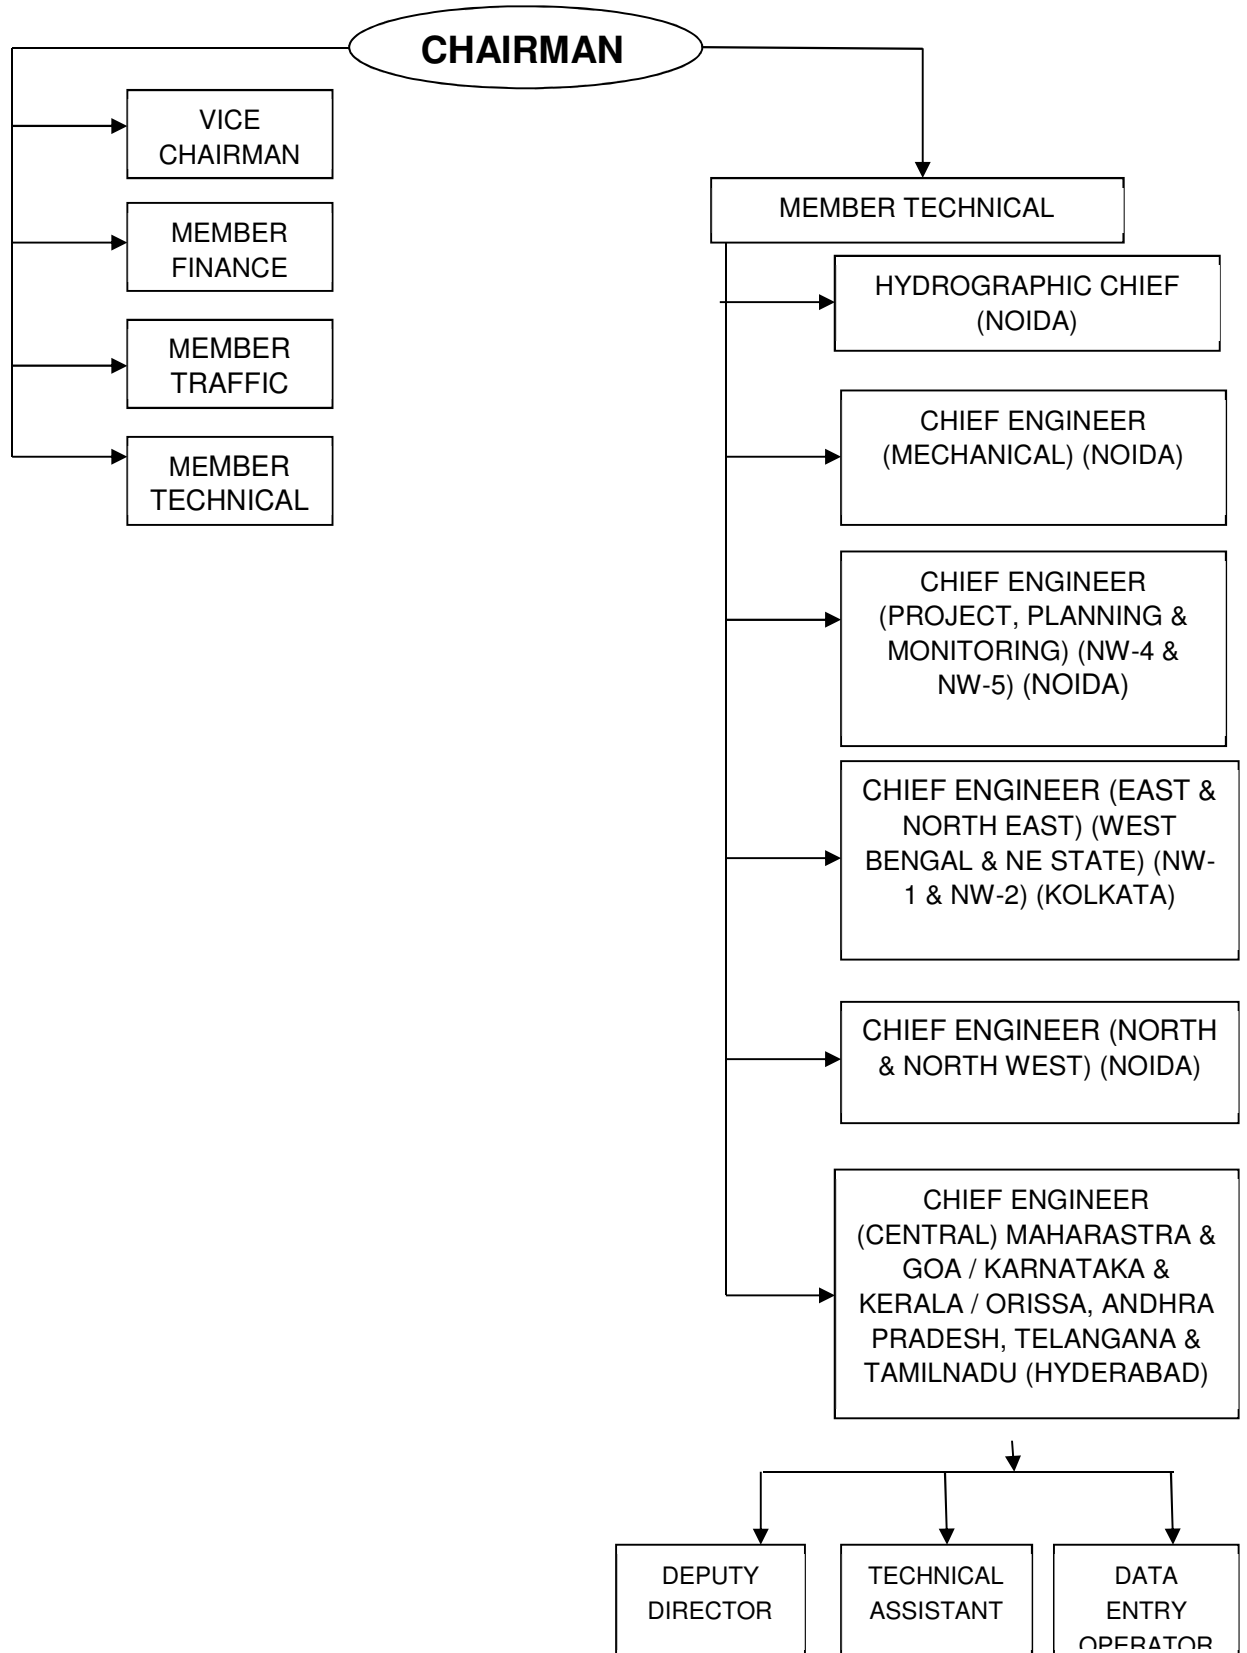 CHAIRMAN
VICE
CHAIRMAN
MEMBER
FINANCE
MEMBER
TRAFFIC
MEMBER
TECHNICAL
MEMBER TECHNICAL
HYDROGRAPHIC CHIEF
(NOIDA)
CHIEF ENGINEER
(MECHANICAL) (NOIDA)
CHIEF ENGINEER
(PROJECT, PLANNING &
MONITORING) (NW-4 &
NW-5) (NOIDA)
CHIEF ENGINEER (EAST &
NORTH EAST) (WEST
BENGAL & NE STATE) (NW-
1 & NW-2) (KOLKATA)
CHIEF ENGINEER (NORTH
& NORTH WEST) (NOIDA)
CHIEF ENGINEER
(CENTRAL) MAHARASTRA &
GOA / KARNATAKA &
KERALA / ORISSA, ANDHRA
PRADESH, TELANGANA &
TAMILNADU (HYDERABAD)
DEPUTY
DIRECTOR
TECHNICAL
ASSISTANT
DATA
ENTRY
OPERATOR